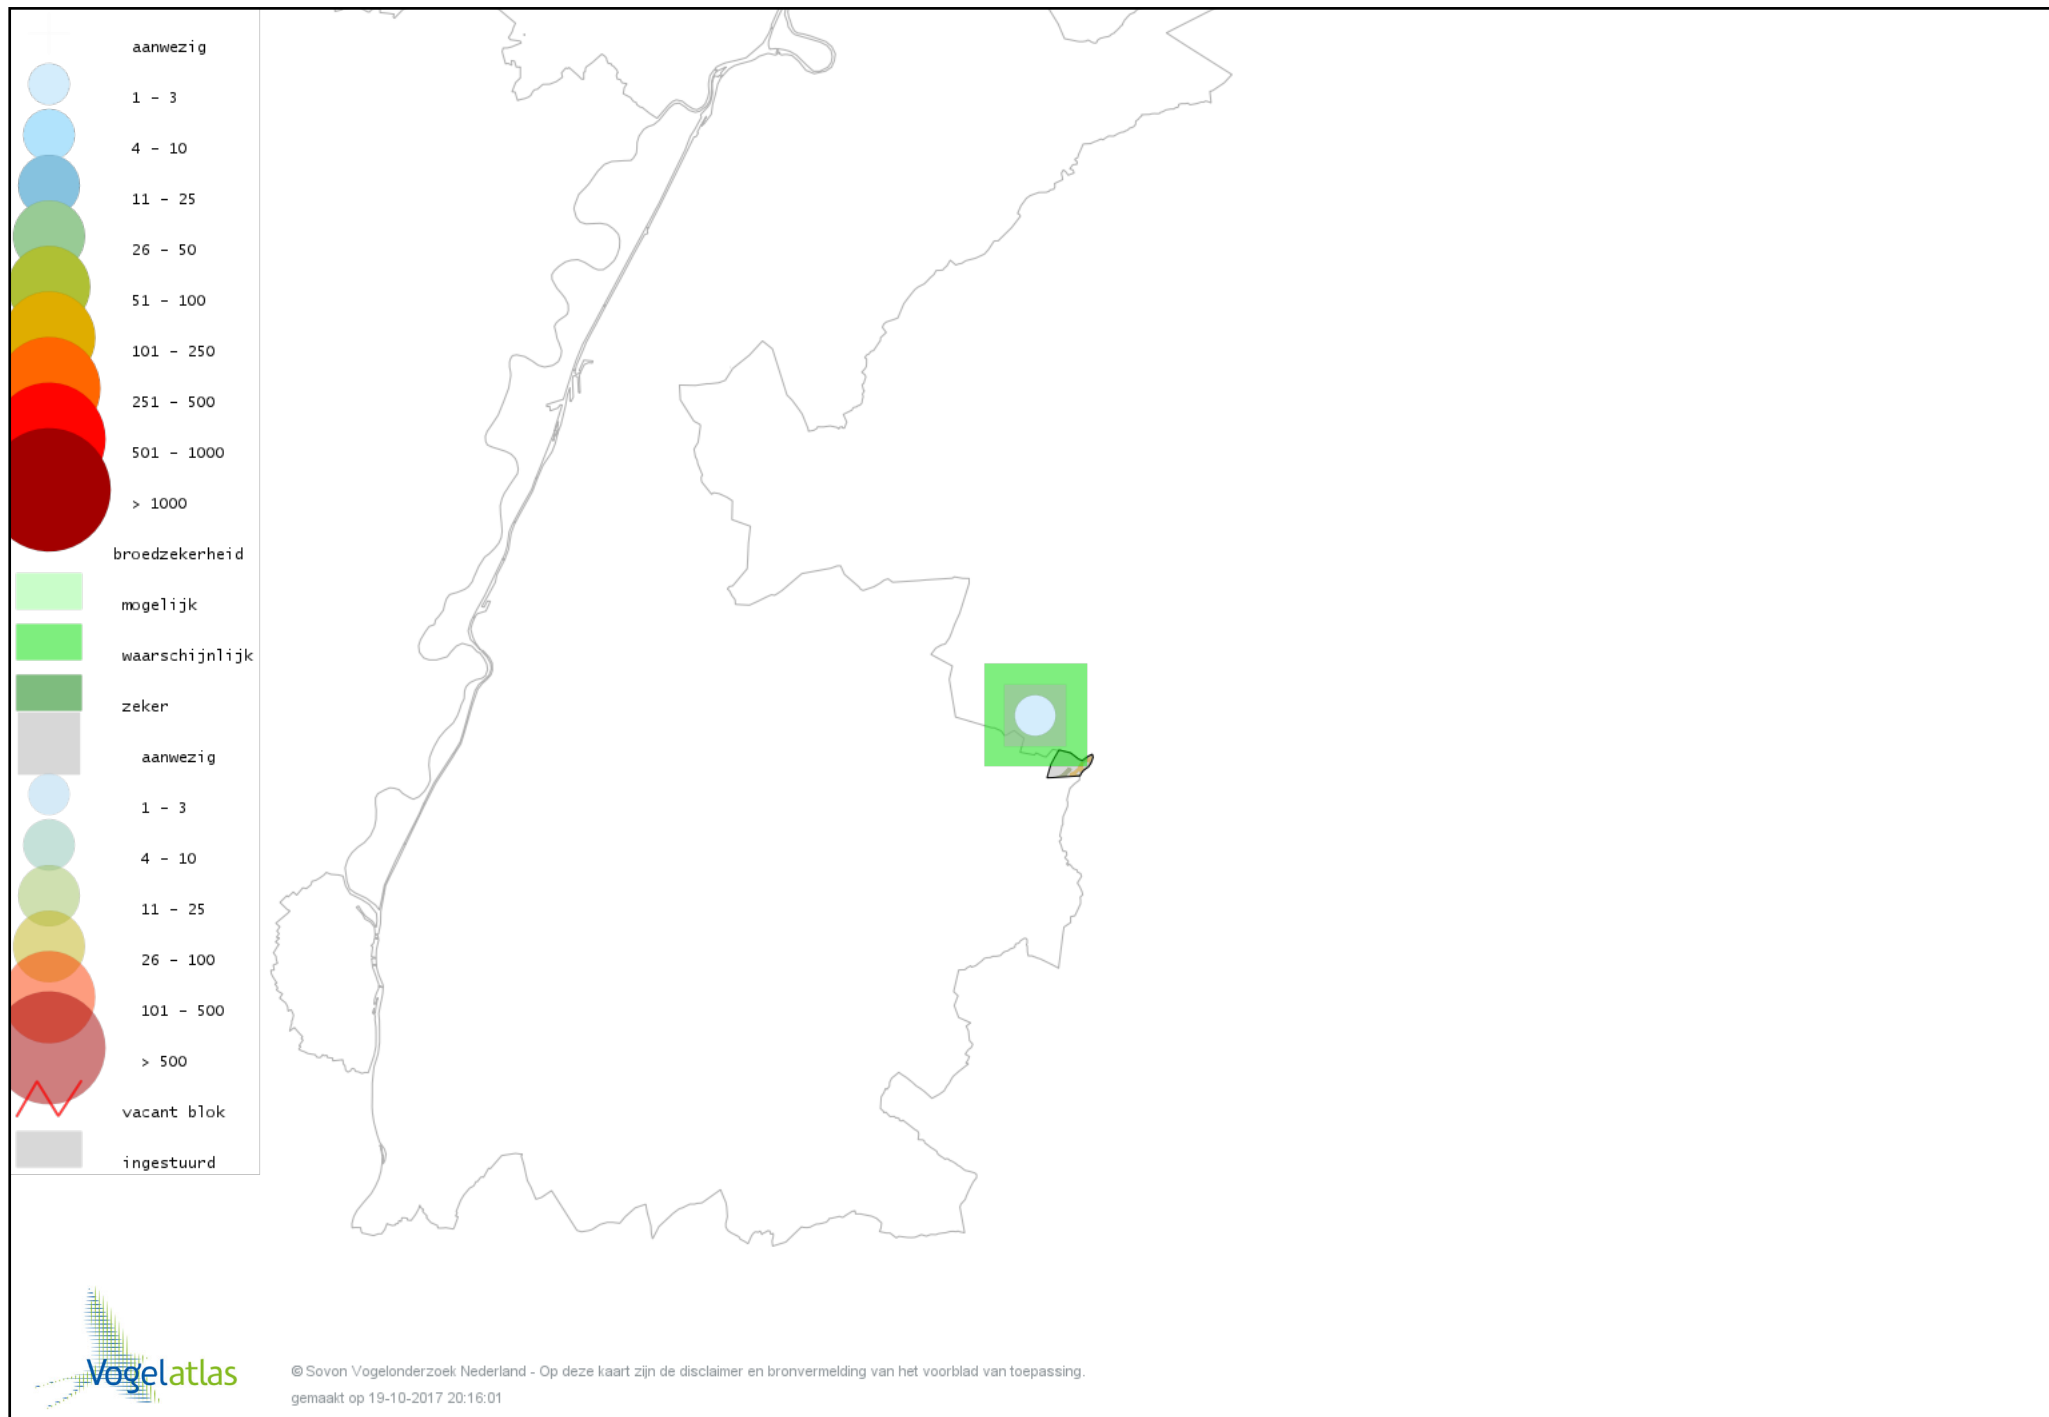 aanwezig
1 - 3
4 - 10
11 - 25
26 - 50
51 - 100
101 - 250
251 - 500
501 - 1000
> 1000
broedzekerheid
mogelijk
waarschijnlijk
zeker
aanwezig
1 - 3
4 - 10
11 - 25
26 - 100
101 - 500
> 500
vacant blok
ingestuurd
Vogelatlas
© Sovon Vogelonderzoek Nederland - Op deze kaart zijn de disclaimer en bronvermelding van het voorblad van toepassing.
gemaakt op 19-10-2017 20:16:01